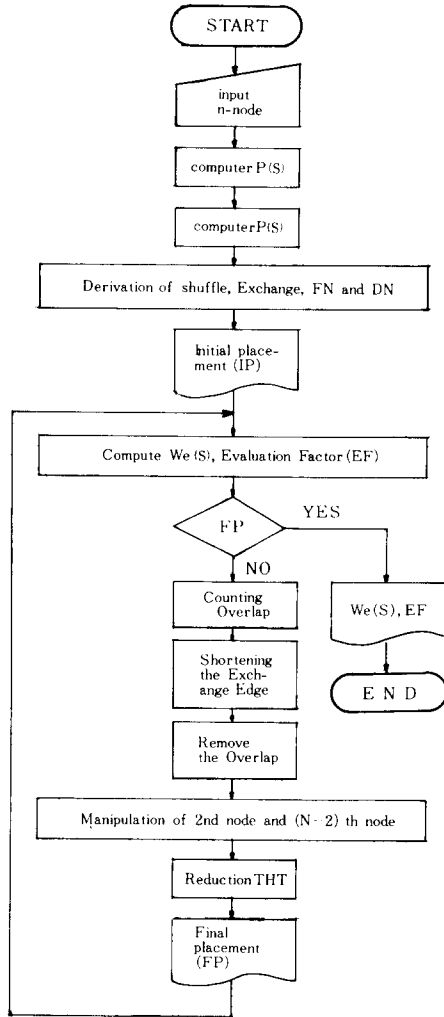 START
input
n-node
computer P(S)
computerP(S)
Derivation of shuffle, Exchange, FN and DN
Initial place-
ment (IP)
Compute We(S), Evaluation Factor(EF)
FP
YES
NO
Counting
Overlap
We(S), EF
Shortening
the Exch-
ange Edge
E N D
Remove
the Overlap
Manipulation of 2nd node and (N-2) th node
Reduction THT
Final
placement
(FP)